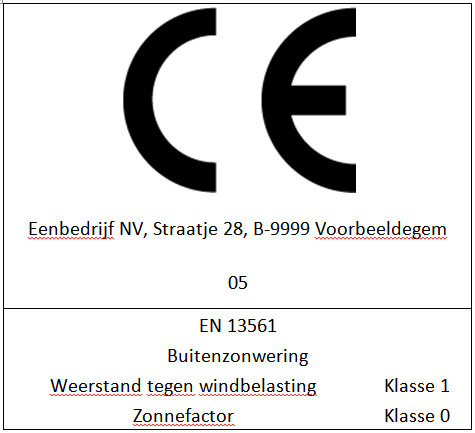 CE
Eenbedrijf NV, Straatje 28, B-9999 Voorbeeldegem
05
EN 13561
Buitenzonwering
Weerstand tegen windbelasting Klasse 1
Zonnefactor Klasse 0